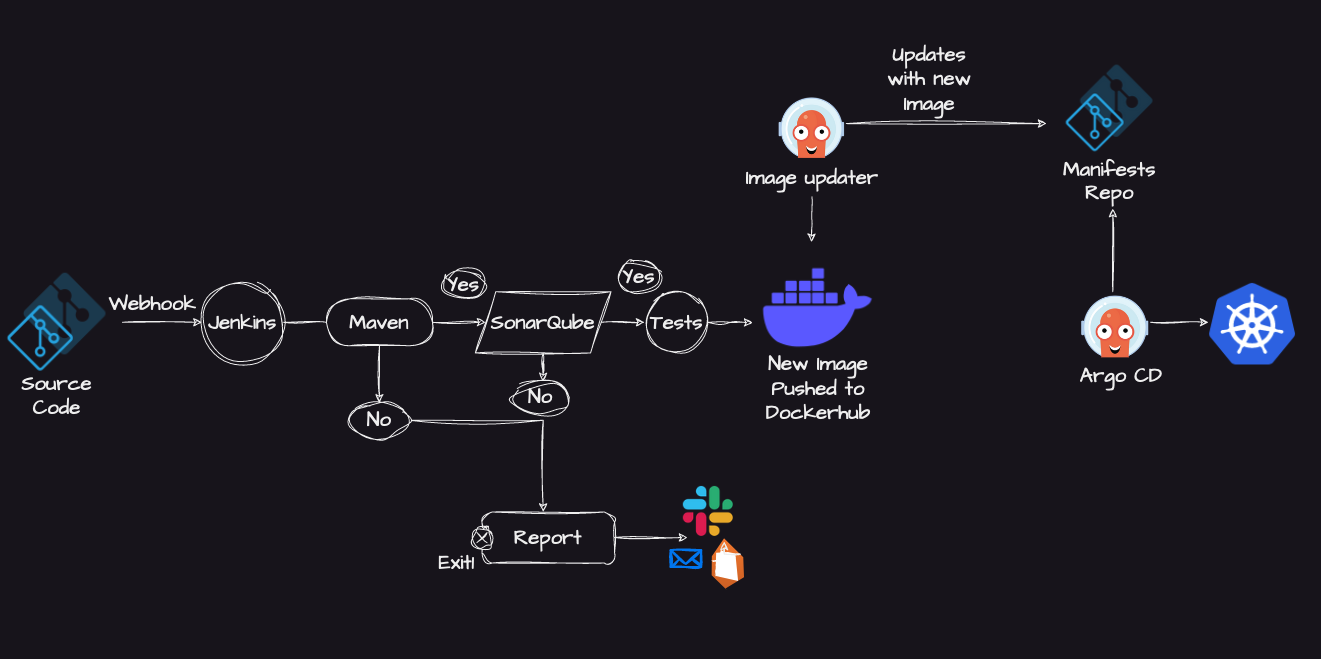 Updates
with new
Image
Image updater
Manifests
Repo
Webhook
Source
Code
Jenkins
Maven
Yes
SonarQube
Yes
Tests
No
No
New Image
Pushed to
Dockerhub
Argo CD
Report
Exit!